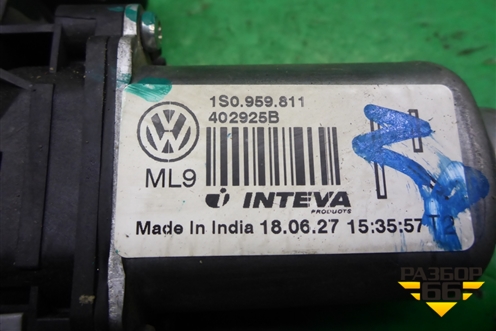 1S0.959.811
402925B
ML9
INTEVA
PRODUCTS
Made In India 18.06.27 15:35:57
РАЗБОР
66